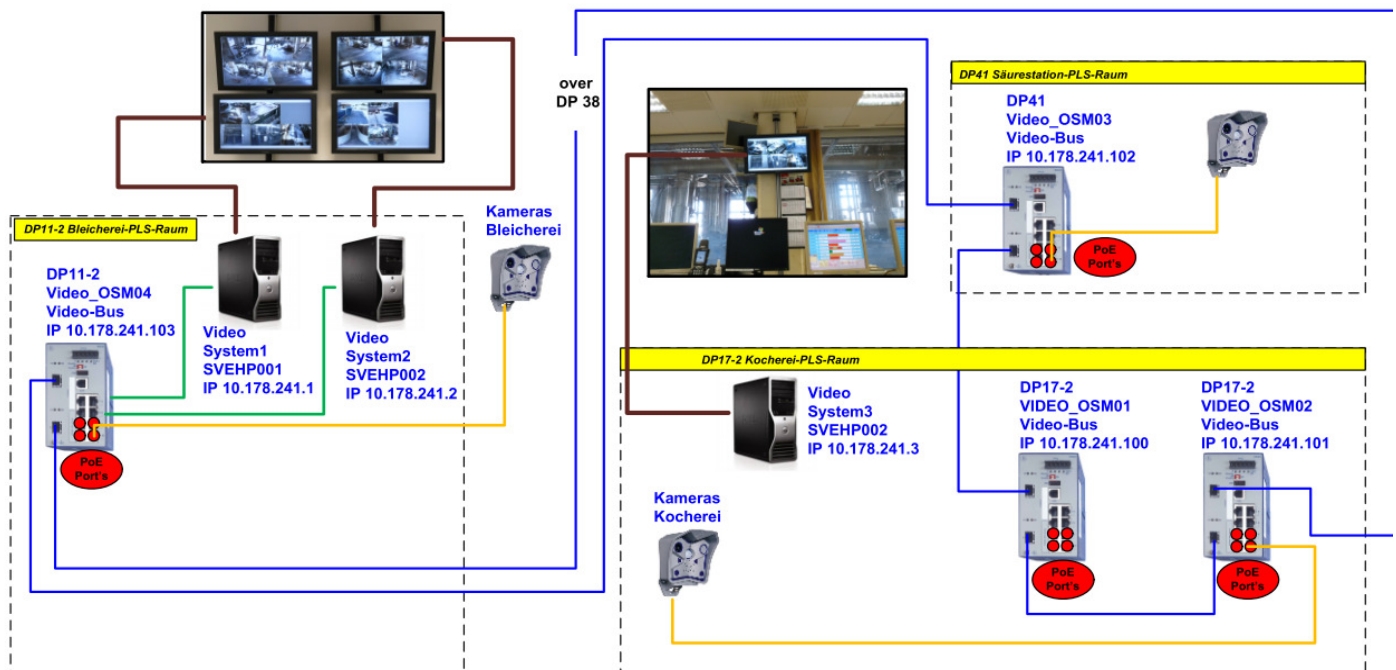 over
DP 38
DP41 Säurestation-PLS-Raum
DP41
Video_OSM03
Video-Bus
IP 10.178.241.102
PoE
Port's
DP11-2 Bleicherei-PLS-Raum
DP11-2
Video_OSM04
Video-Bus
IP 10.178.241.103
PoE
Port's
Video
System1
SVEHP001
IP 10.178.241.1
Video
System2
SVEHP002
IP 10.178.241.2
Kameras
Bleicherei
DP17-2 Kocherei-PLS-Raum
Video
System3
SVEHP002
IP 10.178.241.3
Kameras
Kocherei
DP17-2
VIDEO_OSM01
Video-Bus
IP 10.178.241.100
PoE
Port's
DP17-2
VIDEO_OSM02
Video-Bus
IP 10.178.241.101
PoE
Port's